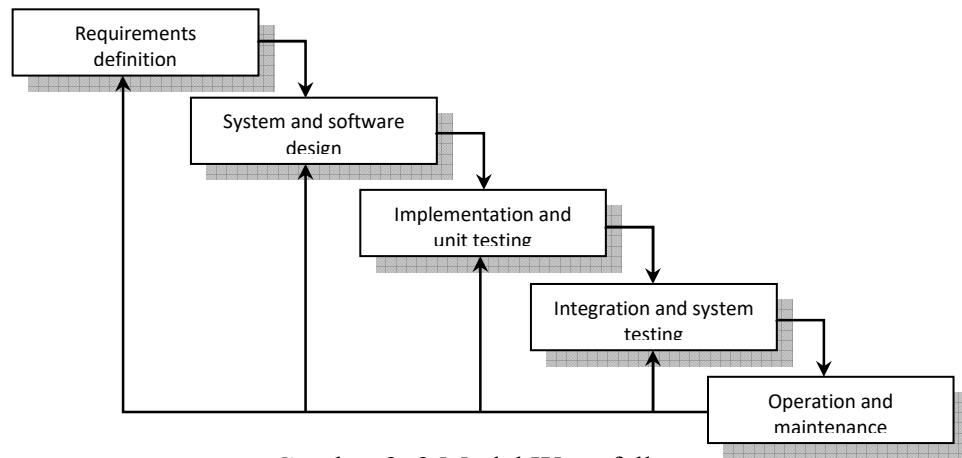 Requirements
definition
System and software
design
Implementation and
unit testing
Integration and system
testing
Operation and
maintenance